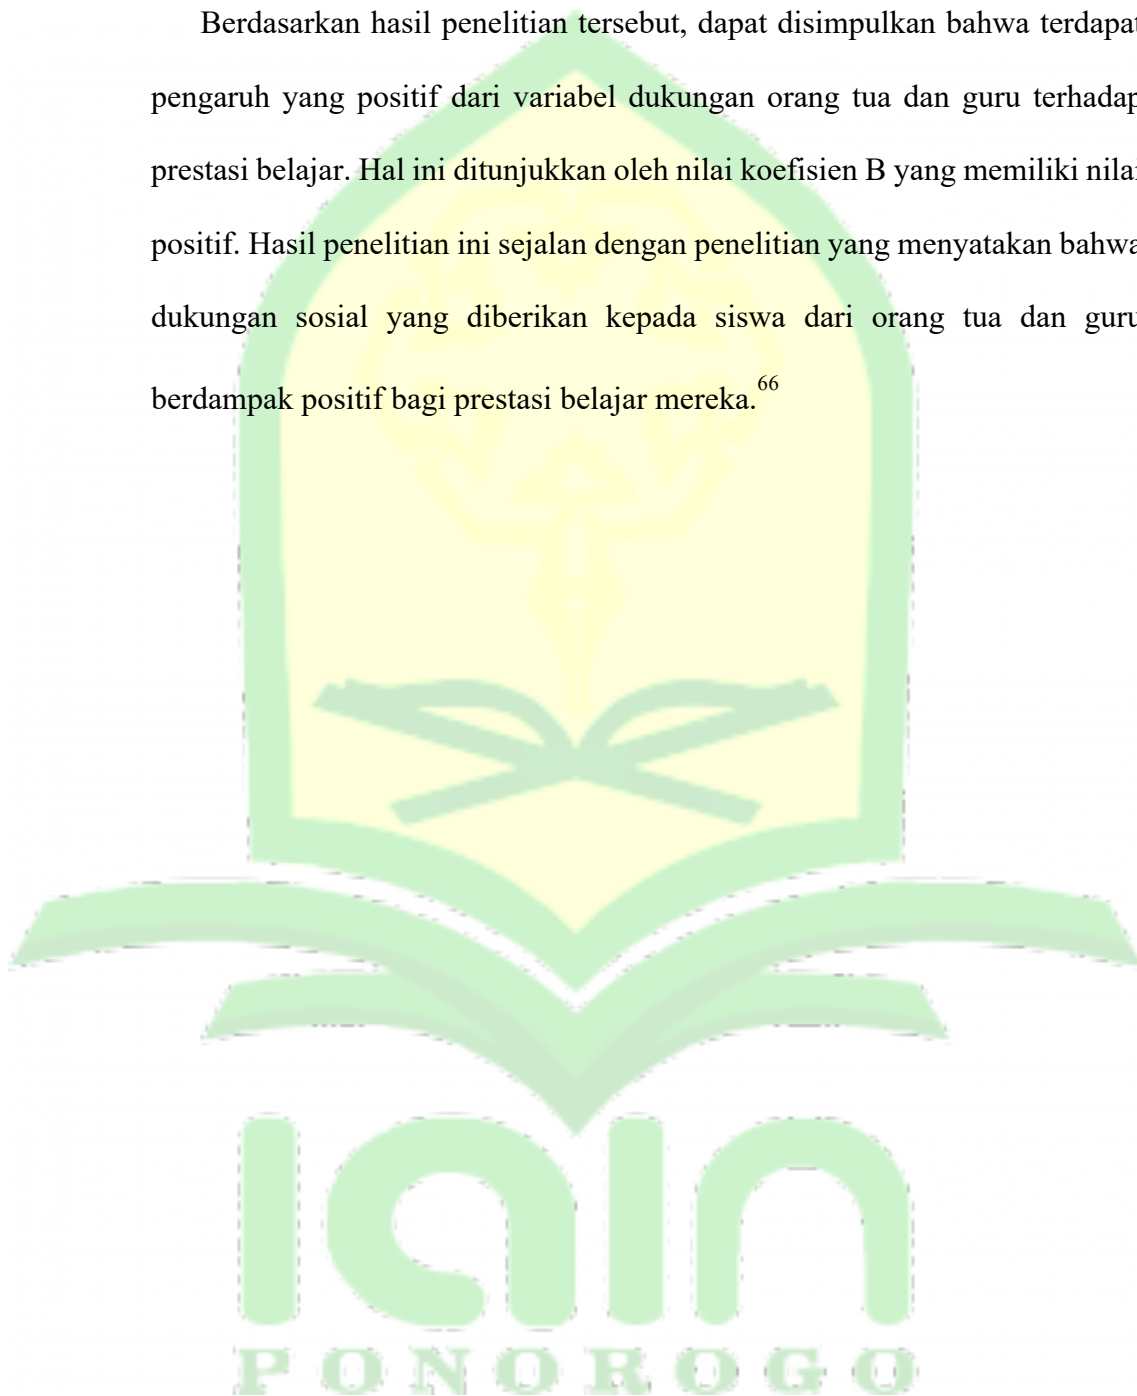 Berdasarkan hasil penelitian tersebut, dapat disimpulkan bahwa terdapat
pengaruh yang positif dari variabel dukungan orang tua dan guru terhadap
prestasi belajar. Hal ini ditunjukkan oleh nilai koefisien B yang memiliki nilai
positif. Hasil penelitian ini sejalan dengan penelitian yang menyatakan bahwa
dukungan sosial yang diberikan kepada siswa dari orang tua dan guru
berdampak positif bagi prestasi belajar mereka.66
iain
PONOROGO